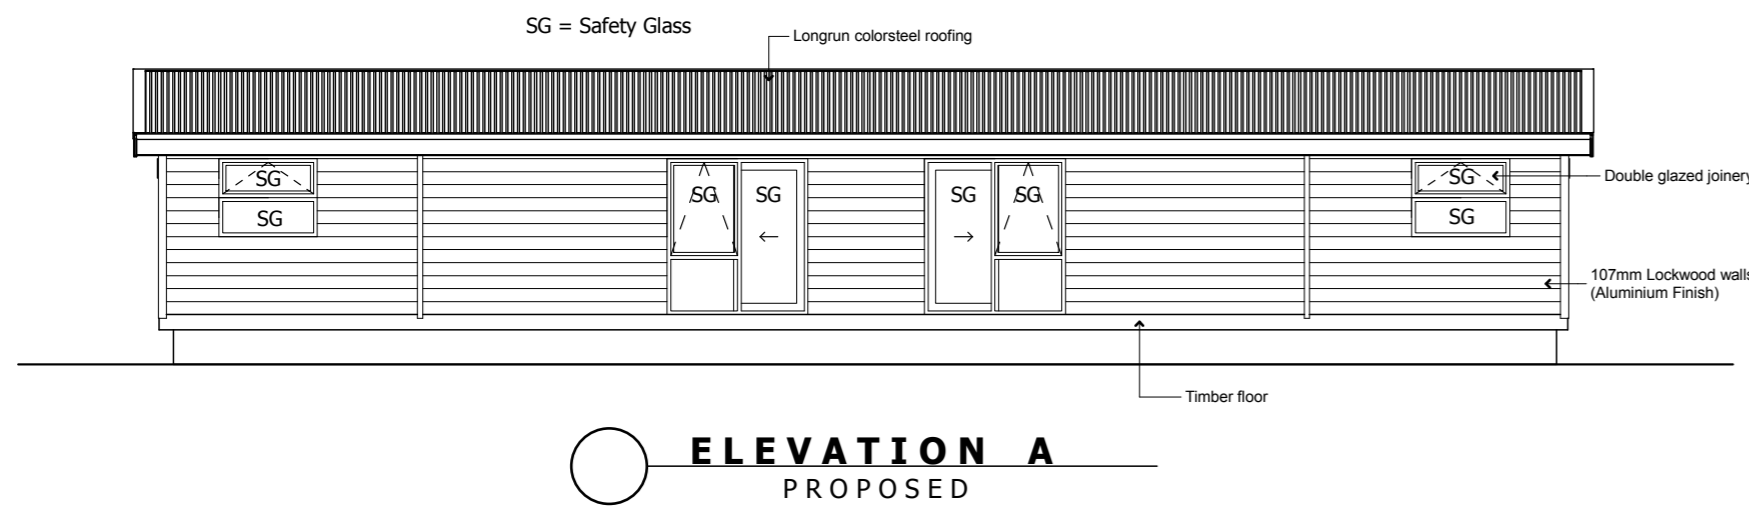 SG = Safety Glass
Longrun colorsteel roofing
SG
SG
SG
SG
SG
SG
SG
SG
Double glazed joinery
107mm Lockwood walls
(Aluminium Finish)
Timber floor
ELEVATION A
PROPOSED